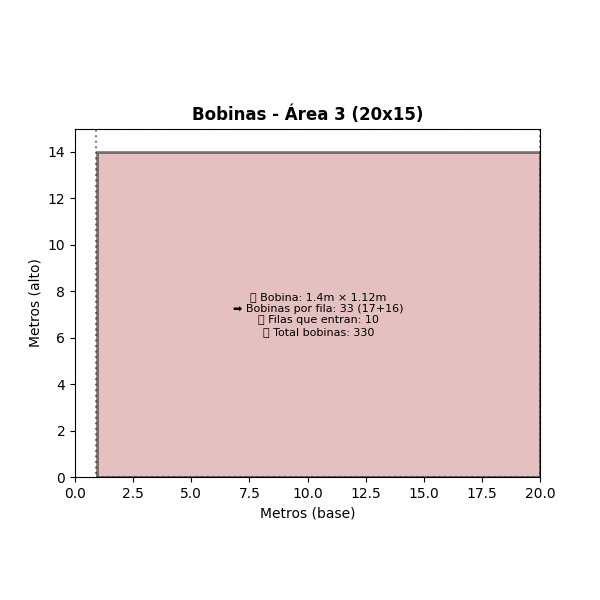 Bobinas - Área 3 (20x15)
14
12
10
8
6
4
2
0
Metros (alto)
▯ Bobina: 1.4m × 1.12m
➡ Bobinas por fila: 33 (17+16)
▯ Filas que entran: 10
▯ Total bobinas: 330
0.0 2.5 5.0 7.5 10.0 12.5 15.0 17.5 20.0
Metros (base)